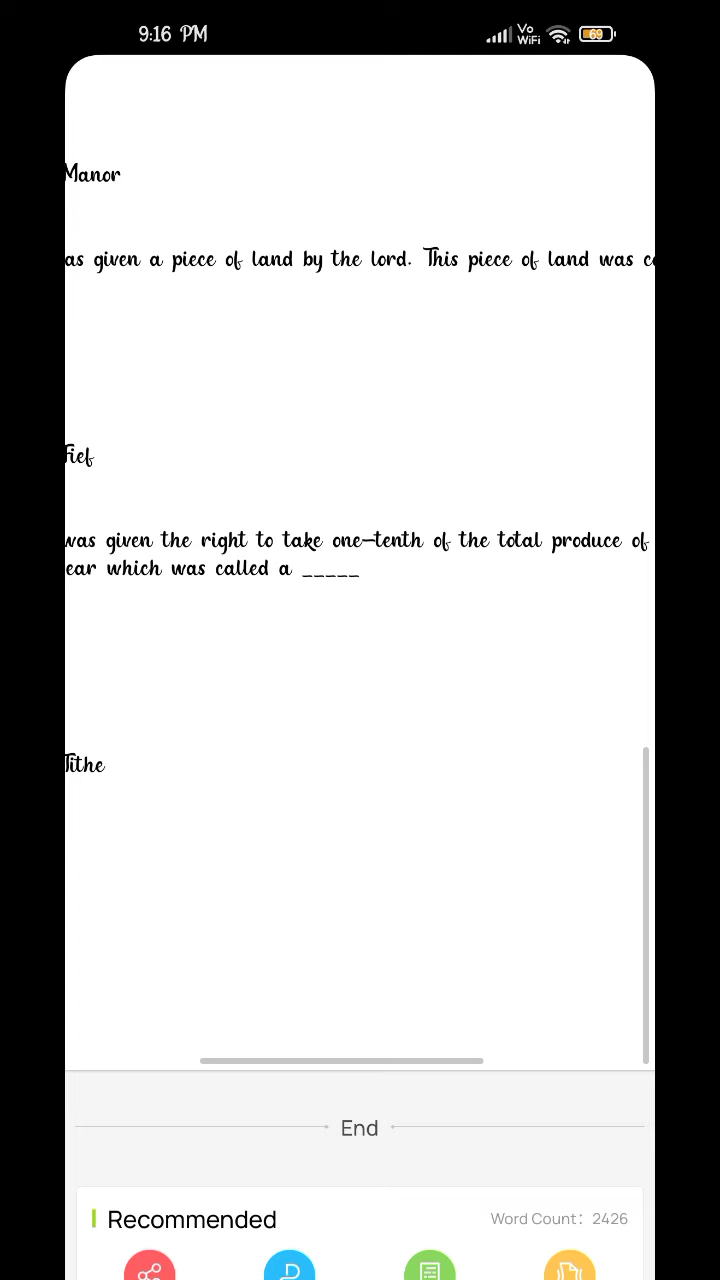 9:16 PM
Vo
WiFi
69
Manor
as given a piece of land by the lord. This piece of land was
Fief
was given the right to take one-tenth of the total produce of
ear which was called a _____
Tithe
End
Recommended
Word Count: 2426